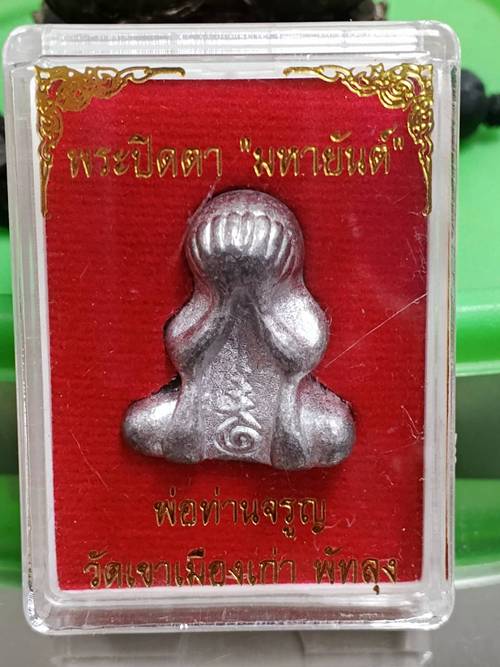 พระปิดตา "มหายันต์"
พ่อท่านจรูญ
วัดเขาเมืองเก่า พัทลุง